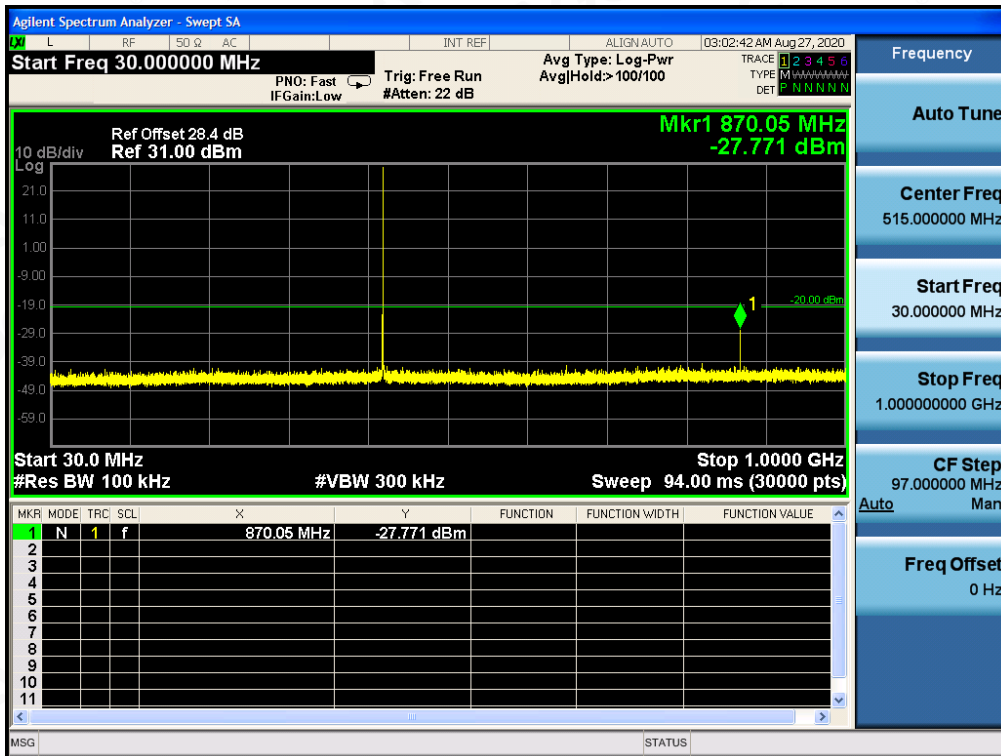 Agilent Spectrum Analyzer - Swept SA
LXI L RF 50 Ω AC INT REF ALIGN AUTO 03:02:42 AM Aug 27, 2020
Start Freq 30.000000 MHz
PNO: Fast
IFGain:Low
Trig: Free Run
#Atten: 22 dB
Avg Type: Log-Pwr
Avg|Hold:>100/100
TRACE 1 2 3 4 5 6
TYPE M
DET P N N N N N
Ref Offset 28.4 dB
10 dB/div Ref 31.00 dBm
Log
Mkr1 870.05 MHz
-27.771 dBm
21.0
11.0
1.00
-9.00
-19.0
-29.0
-39.0
-49.0
-59.0
1
-20.00 dBm
Start 30.0 MHz Stop 1.0000 GHz
#Res BW 100 kHz #VBW 300 kHz Sweep 94.00 ms (30000 pts)
MKR MODE TRC SCL X Y FUNCTION FUNCTION WIDTH FUNCTION VALUE
1 N 1 f 870.05 MHz -27.771 dBm
2
3
4
5
6
7
8
9
10
11
MSG STATUS
Frequency
Auto Tune
Center Freq
515.000000 MHz
Start Freq
30.000000 MHz
Stop Freq
1.000000000 GHz
CF Step
97.000000 MHz
Auto Man
Freq Offset
0 Hz